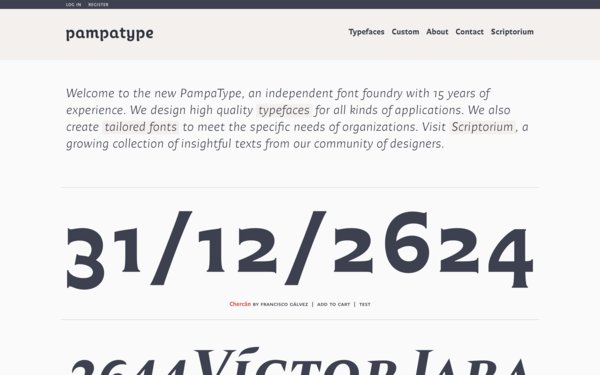 LOG IN REGISTER
pampatype
Typefaces Custom About Contact Scriptorium
Welcome to the new PampaType, an independent font foundry with 15 years of
experience. We design high quality typefaces for all kinds of applications. We also
create tailored fonts to meet the specific needs of organizations. Visit Scriptorium, a
growing collection of insightful texts from our community of designers.
31/12/2624
Chercán BY FRANCISCO GÁLVEZ | ADD TO CART | TEST
2644 VÍCTOR JARA